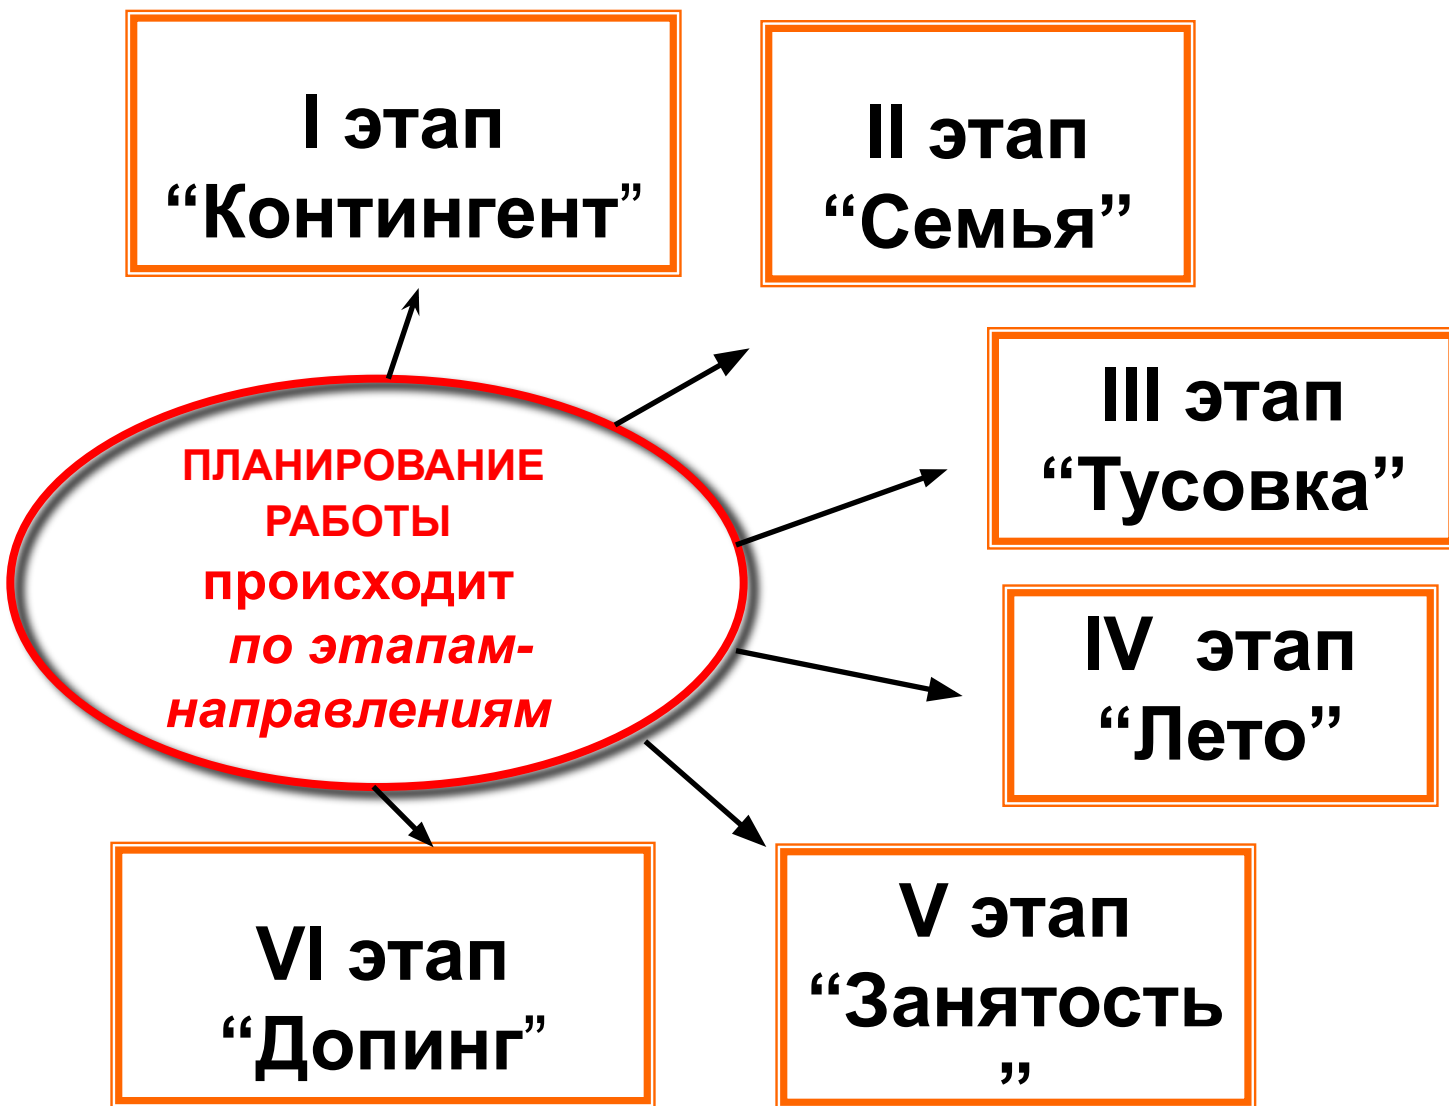 I этап
“Контингент”
II этап
“Семья”
III этап
“Тусовка”
ПЛАНИРОВАНИЕ
РАБОТЫ
происходит
по этапам-
направлениям
IV этап
“Лето”
V этап
“Занятость
”
VI этап
“Допинг”